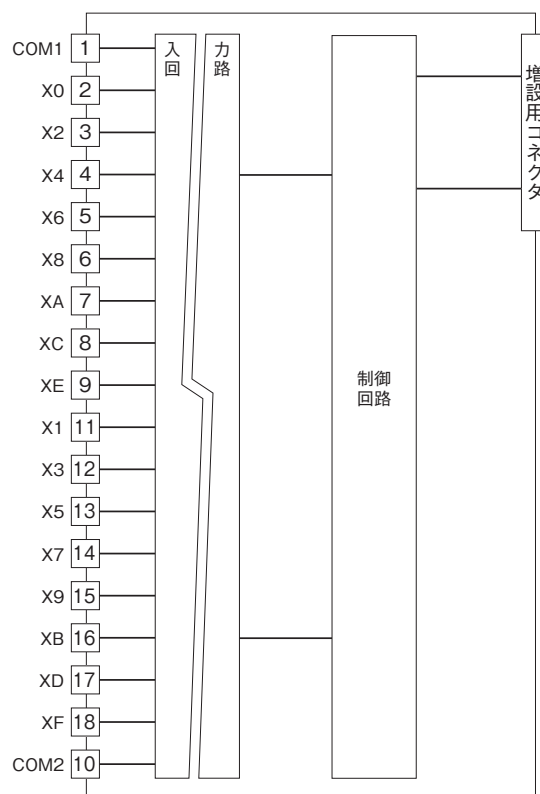 COM1 1
X0 2
X2 3
X4 4
X6 5
X8 6
XA 7
XC 8
XE 9
X1 11
X3 12
X5 13
X7 14
X9 15
XB 16
XD 17
XF 18
COM2 10
入 力
回 路
制御
回路
増設用コネクタ